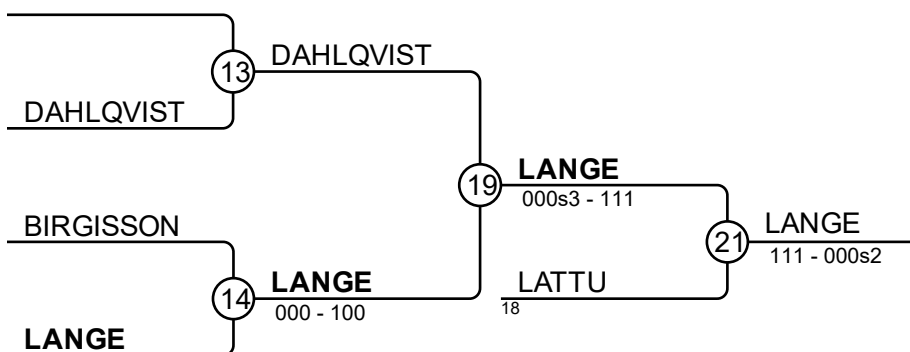 DAHLQVIST
13
DAHLQVIST
LANGE
19
000s3 - 111
BIRGISSON
LANGE
21
111 - 000s2
LANGE
14
000 - 100
LATTU
18
LANGE